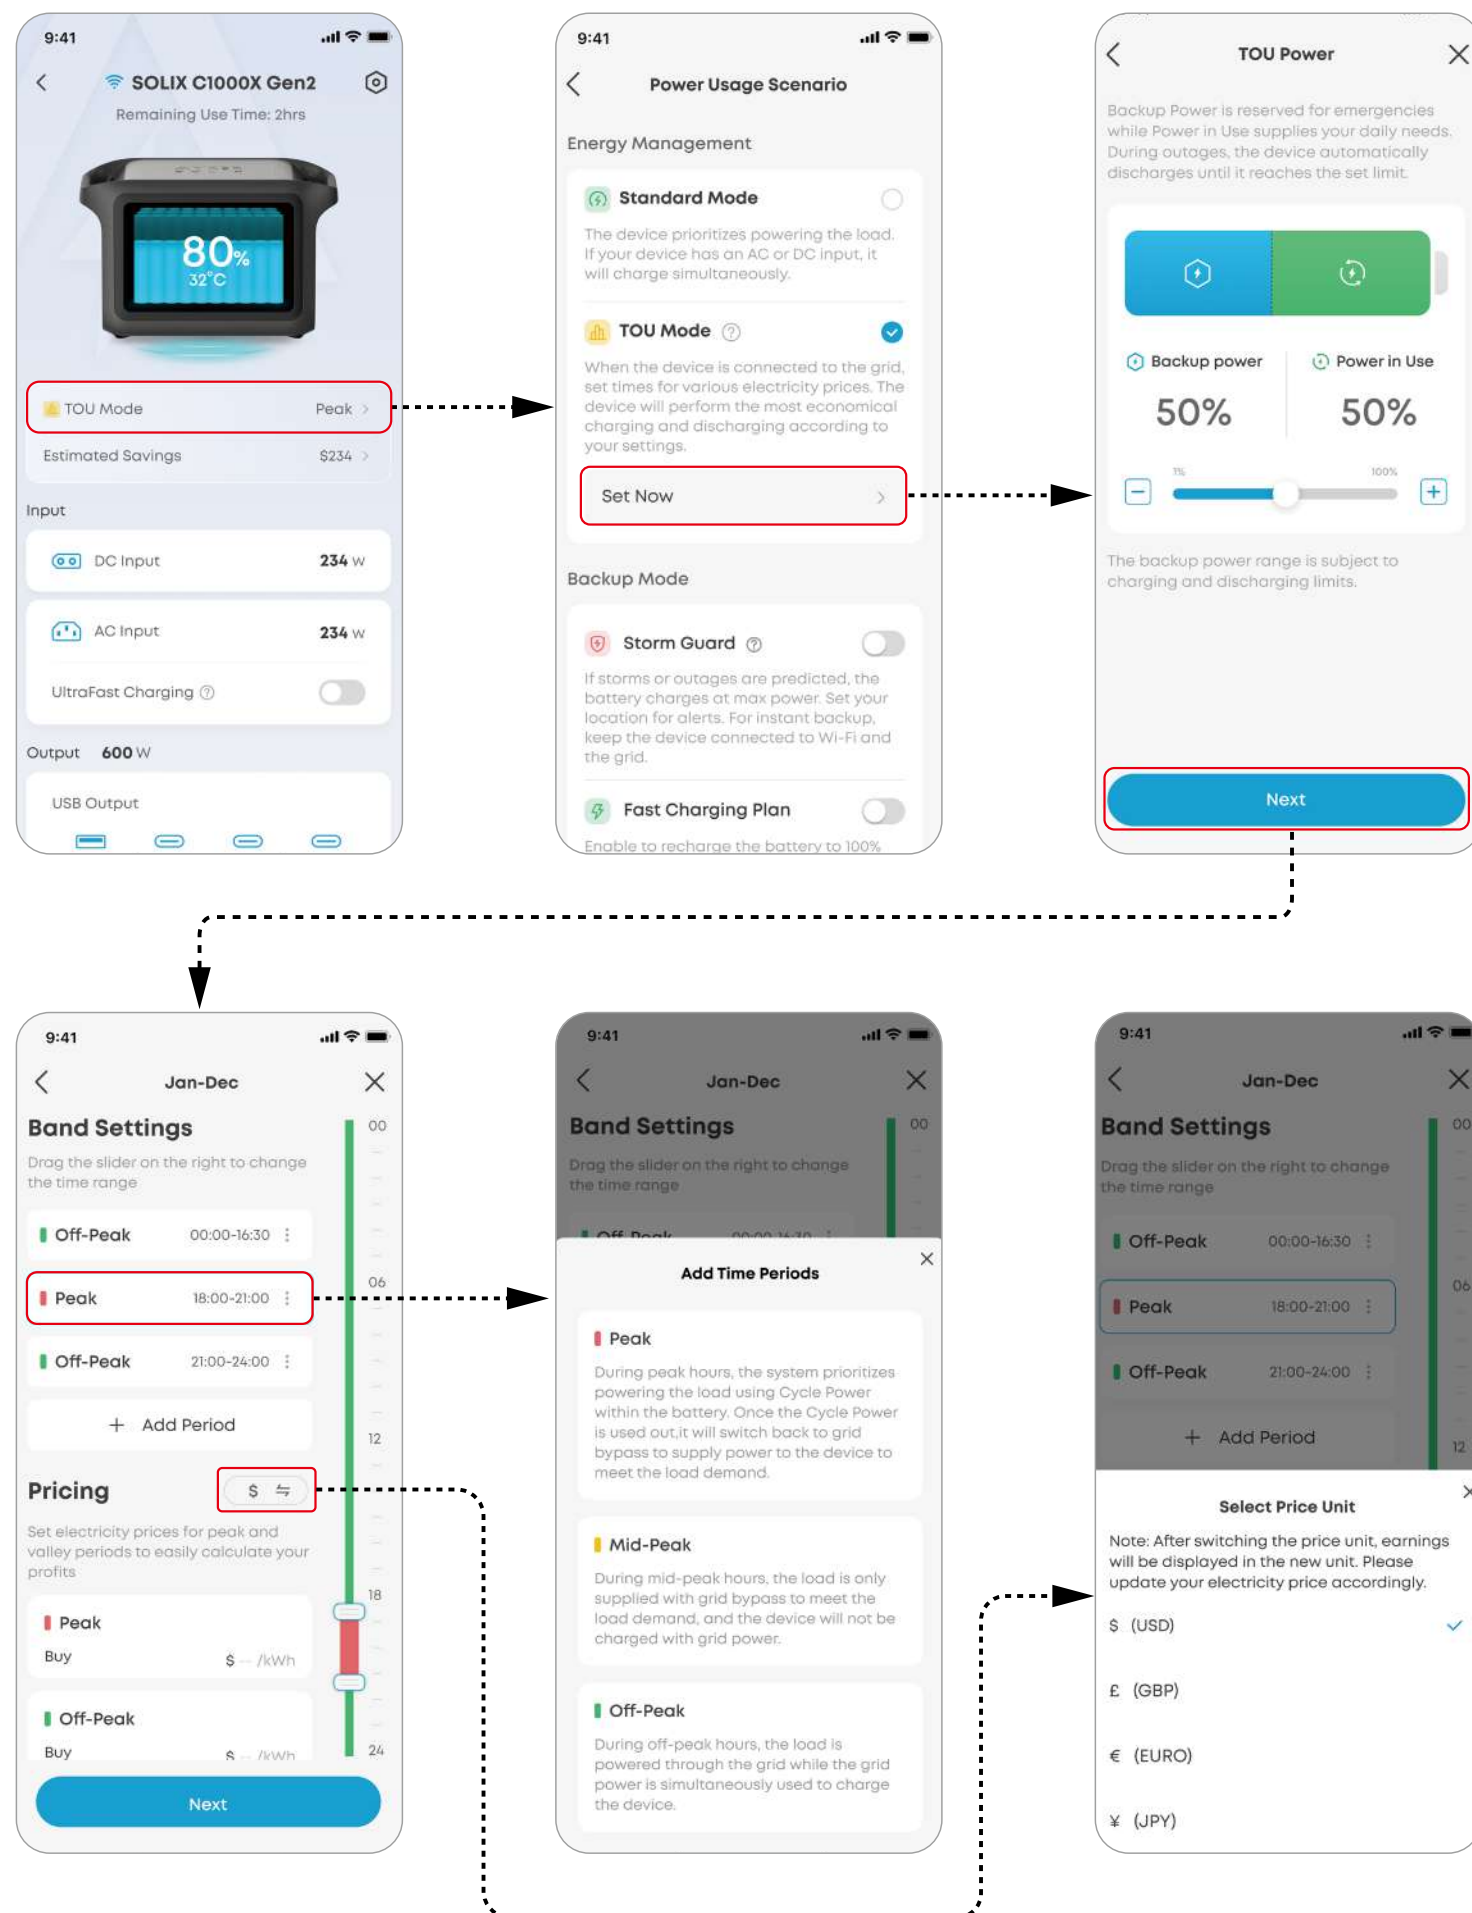 9:41
SOLIX C1000X Gen2
Remaining Use Time: 2hrs
80%
32°C
TOU Mode Peak
Estimated Savings $234
Input
DC Input 234 W
AC Input 234 W
UltraFast Charging
Output 600 W
USB Output
9:41
Power Usage Scenario
Energy Management
Standard Mode
The device prioritizes powering the load.
If your device has an AC or DC input, it
will charge simultaneously.
TOU Mode
When the device is connected to the grid,
set times for various electricity prices. The
device will perform the most economical
charging and discharging according to
your settings.
Set Now
Backup Mode
Storm Guard
If storms or outages are predicted, the
battery charges at max power. Set your
location for alerts. For instant backup,
keep the device connected to Wi-Fi and
the grid.
Fast Charging Plan
Enable to recharge the battery to 100%
TOU Power
Backup Power is reserved for emergencies
while Power in Use supplies your daily needs.
During outages, the device automatically
discharges until it reaches the set limit.
Backup power Power in Use
50% 50%
1% 100%
The backup power range is subject to
charging and discharging limits.
Next
9:41
Jan-Dec
Band Settings
Drag the slider on the right to change
the time range
Off-Peak 00:00-16:30
Peak 18:00-21:00
Off-Peak 21:00-24:00
+ Add Period
Pricing $
Set electricity prices for peak and
valley periods to easily calculate your
profits
Peak
Buy $ -- /kWh
Off-Peak
Buy $ -- /kWh
00
06
12
18
24
Next
9:41
Jan-Dec
Band Settings
Drag the slider on the right to change
the time range
00
Off-Peak 00:00-16:30
Add Time Periods
Peak
During peak hours, the system prioritizes
powering the load using Cycle Power
within the battery. Once the Cycle Power
is used out,it will switch back to grid
bypass to supply power to the device to
meet the load demand.
Mid-Peak
During mid-peak hours, the load is only
supplied with grid bypass to meet the
load demand, and the device will not be
charged with grid power.
Off-Peak
During off-peak hours, the load is
powered through the grid while the grid
power is simultaneously used to charge
the device.
9:41
Jan-Dec
Band Settings
Drag the slider on the right to change
the time range
Off-Peak 00:00-16:30
Peak 18:00-21:00
Off-Peak 21:00-24:00
+ Add Period
00
06
12
Select Price Unit
Note: After switching the price unit, earnings
will be displayed in the new unit. Please
update your electricity price accordingly.
$ (USD)
£ (GBP)
€ (EURO)
¥ (JPY)